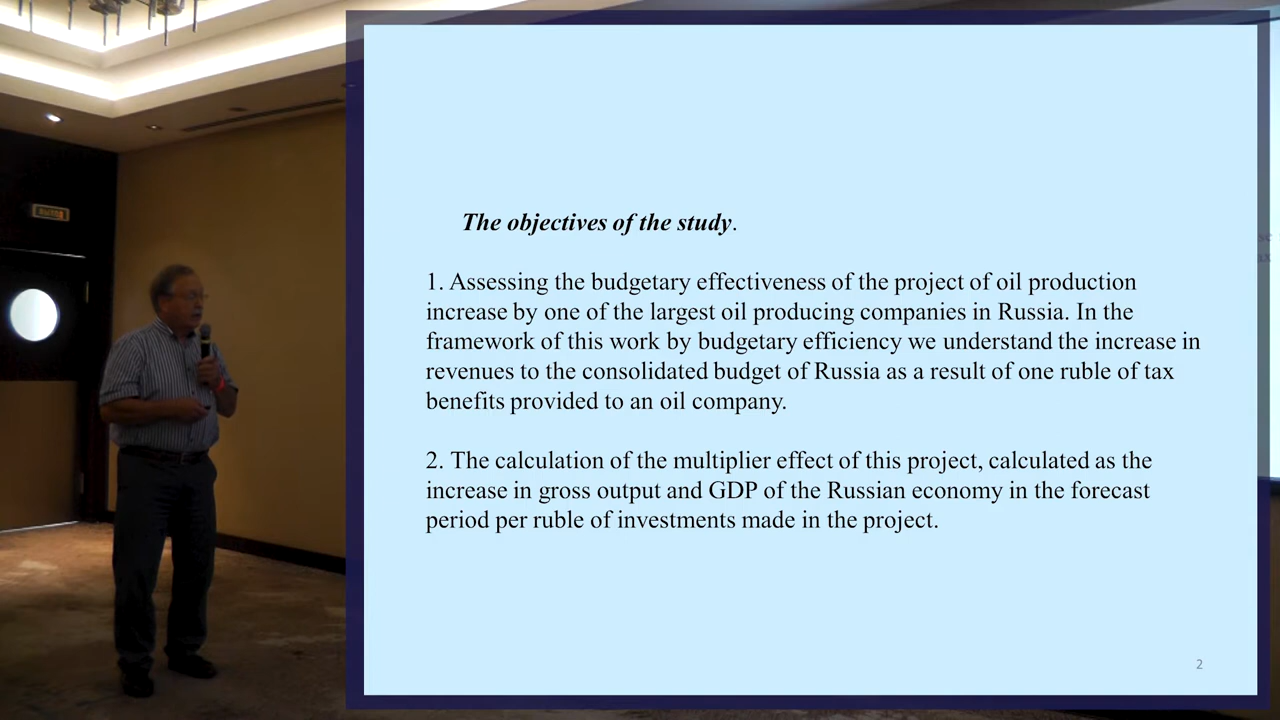 The objectives of the study.
1. Assessing the budgetary effectiveness of the project of oil production
increase by one of the largest oil producing companies in Russia. In the
framework of this work by budgetary efficiency we understand the increase in
revenues to the consolidated budget of Russia as a result of one ruble of tax
benefits provided to an oil company.
2. The calculation of the multiplier effect of this project, calculated as the
increase in gross output and GDP of the Russian economy in the forecast
period per ruble of investments made in the project.
2